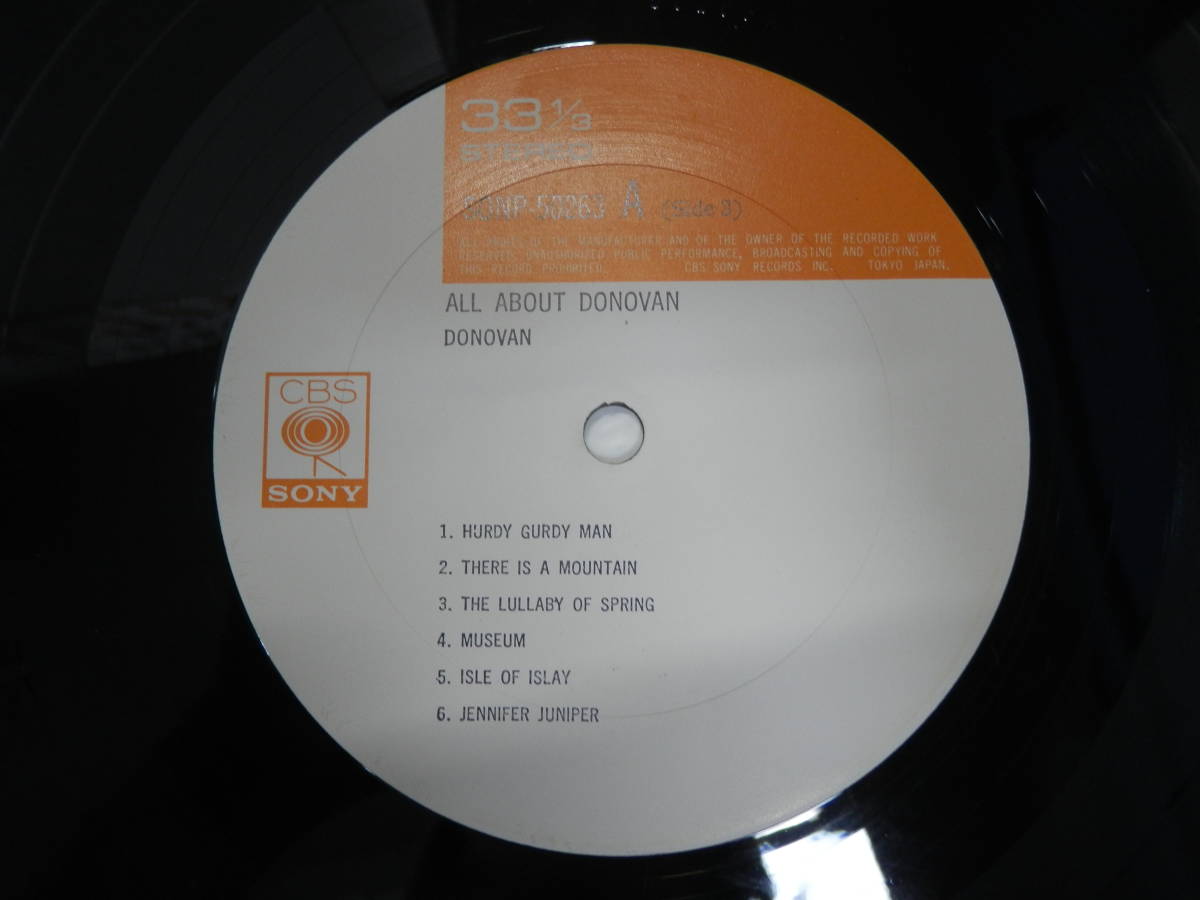 33 1/3
STEREO
SONP-50263 A (Side 3)
ALL RIGHTS OF THE MANUFACTURER AND OF THE OWNER OF THE RECORDED WORK
RESERVED. UNAUTHORIZED PUBLIC PERFORMANCE, BROADCASTING AND COPYING OF
THIS RECORD PROHIBITED. CBS/SONY RECORDS INC. TOKYO JAPAN.
ALL ABOUT DONOVAN
DONOVAN
CBS
SONY
1. HURDY GURDY MAN
2. THERE IS A MOUNTAIN
3. THE LULLABY OF SPRING
4. MUSEUM
5. ISLE OF ISLAY
6. JENNIFER JUNIPER